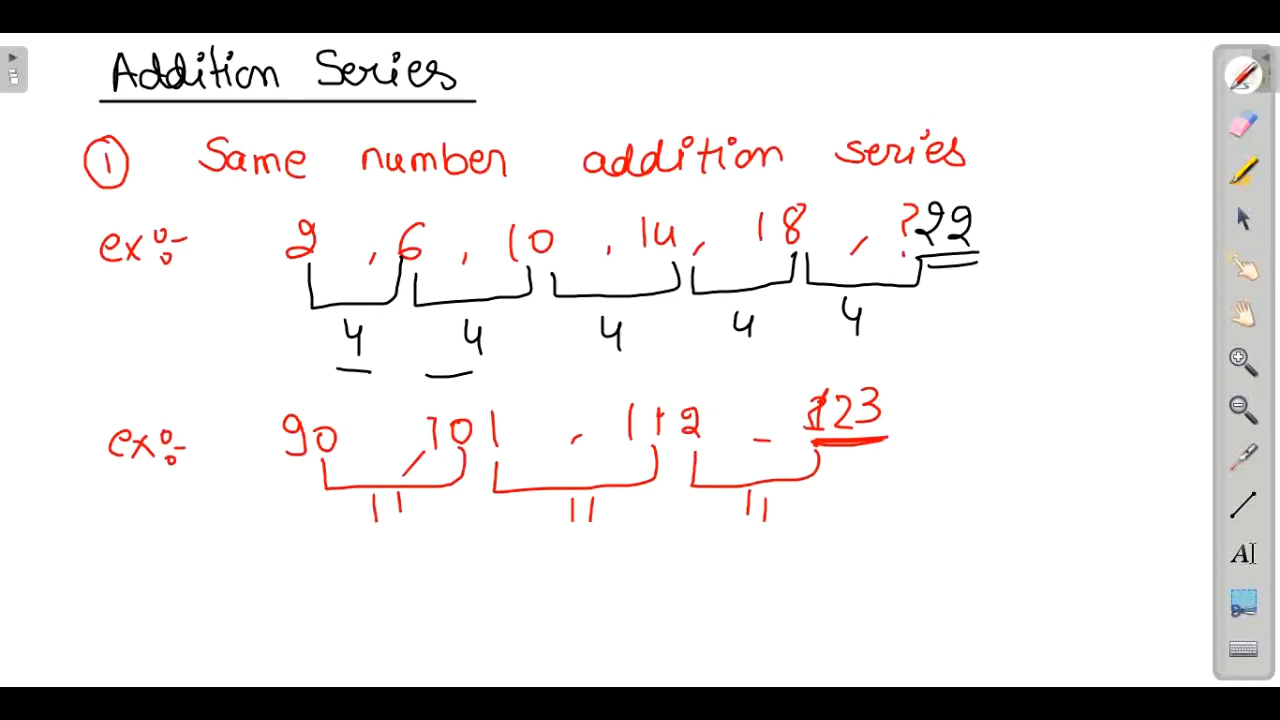 Addition Series
① Same number addition series
ex:- 2 , 6 , 10 , 14 , 18 , ? 22
4 4 4 4 4
ex:- 90 , 101 , 112 - 123
11 11 11
AI